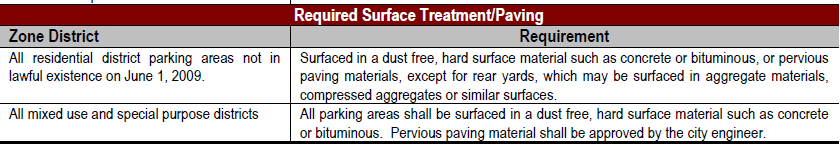 Required Surface Treatment/Paving
Zone District
Requirement
All residential district parking areas not in
lawful existence on June 1, 2009.
Surfaced in a dust free, hard surface material such as concrete or bituminous, or pervious
paving materials, except for rear yards, which may be surfaced in aggregate materials,
compressed aggregates or similar surfaces.
All mixed use and special purpose districts
All parking areas shall be surfaced in a dust free, hard surface material such as concrete
or bituminous. Pervious paving material shall be approved by the city engineer.